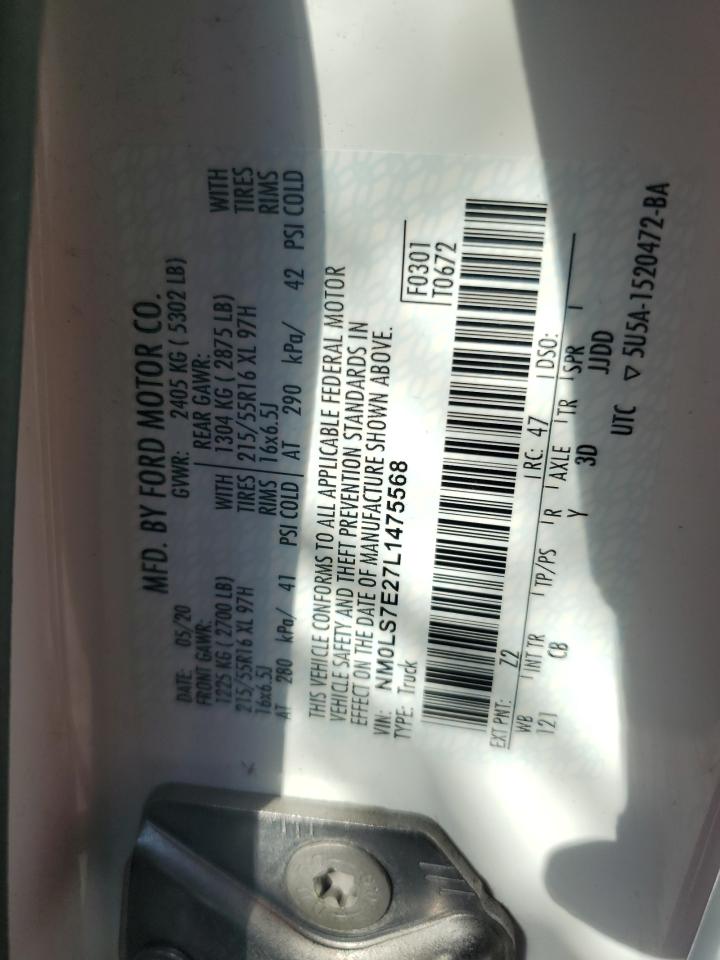 MFD. BY FORD MOTOR CO.
DATE: 05/20 GVWR: 2405 KG ( 5302 LB)
FRONT GAWR: REAR GAWR:
1225 KG ( 2700 LB) WITH 1304 KG ( 2875 LB) WITH
215/55R16 XL 97H TIRES 215/55R16 XL 97H TIRES
16x6.5J RIMS 16x6.5J RIMS
AT 280 kPa/ 41 PSI COLD AT 290 kPa/ 42 PSI COLD
THIS VEHICLE CONFORMS TO ALL APPLICABLE FEDERAL MOTOR
VEHICLE SAFETY AND THEFT PREVENTION STANDARDS IN
EFFECT ON THE DATE OF MANUFACTURE SHOWN ABOVE.
VIN: NM0LS7E27L1475568 F0301
TYPE: Truck T0672
EXT PNT: Z2 RC: 47 DSO:
WB INT TR TP/PS R AXLE TR SPR
121 CB Y 3D JJDD
UTC ▽ 5U5A-1520472-BA